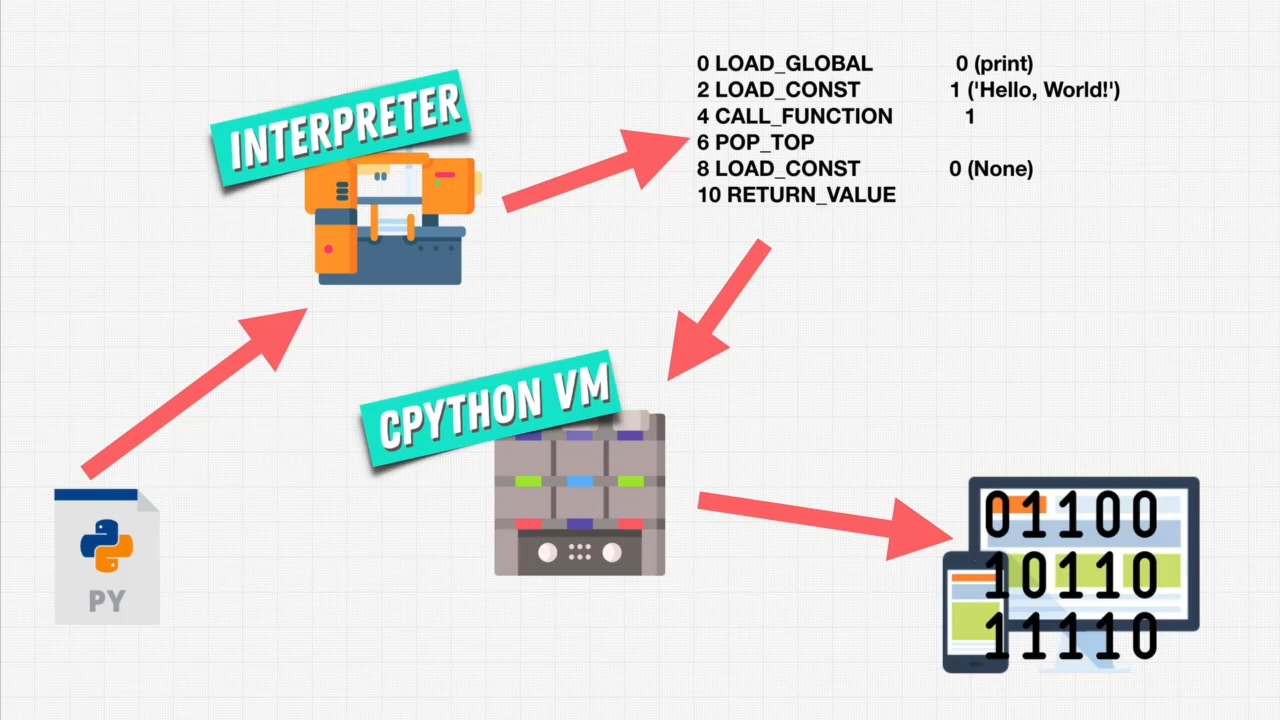 INTERPRETER
0 LOAD_GLOBAL 0 (print)
2 LOAD_CONST 1 ('Hello, World!')
4 CALL_FUNCTION 1
6 POP_TOP
8 LOAD_CONST 0 (None)
10 RETURN_VALUE
CPYTHON VM
PY
01100
10110
11110